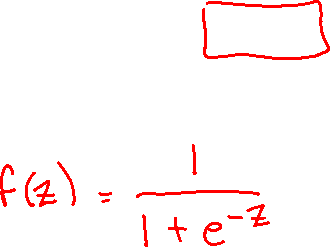 f(z) = 1 / (1 + e^{-z})